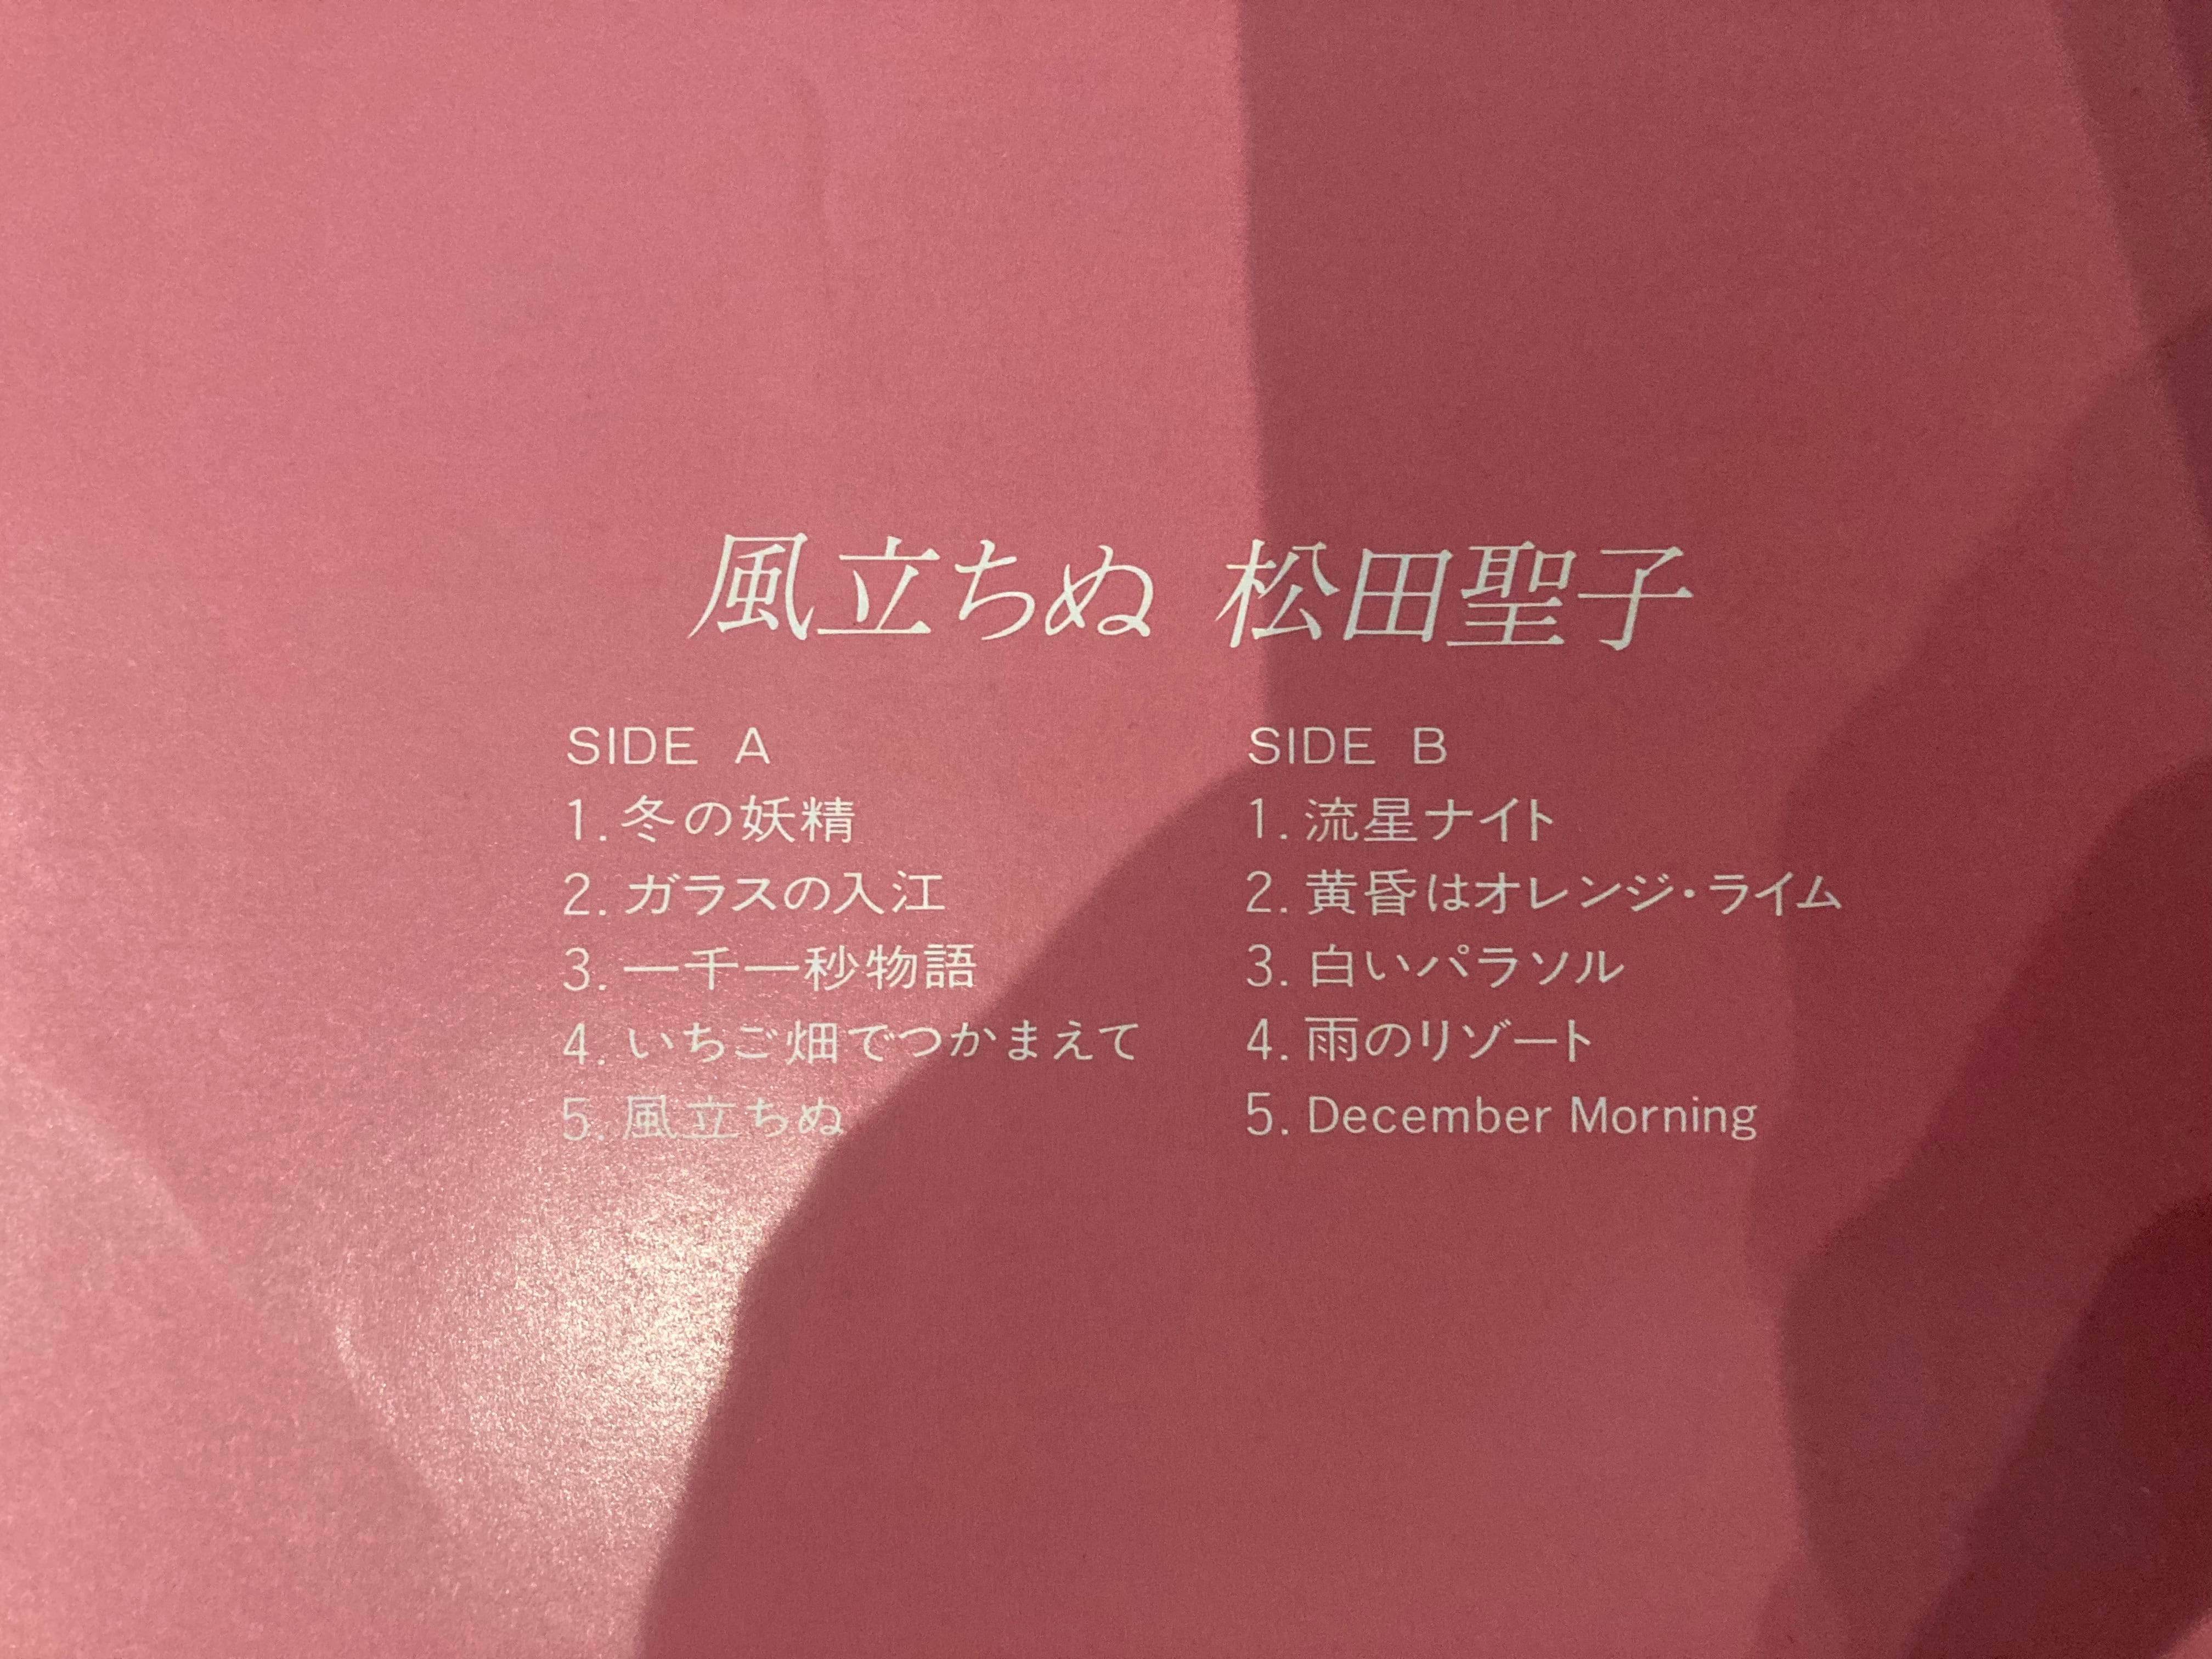 風立ちぬ 松田聖子
SIDE A
1. 冬の妖精
2. ガラスの入江
3. 一千一秒物語
4. いちご畑でつかまえて
5. 風立ちぬ
SIDE B
1. 流星ナイト
2. 黄昏はオレンジ・ライム
3. 白いパラソル
4. 雨のリゾート
5. December Morning